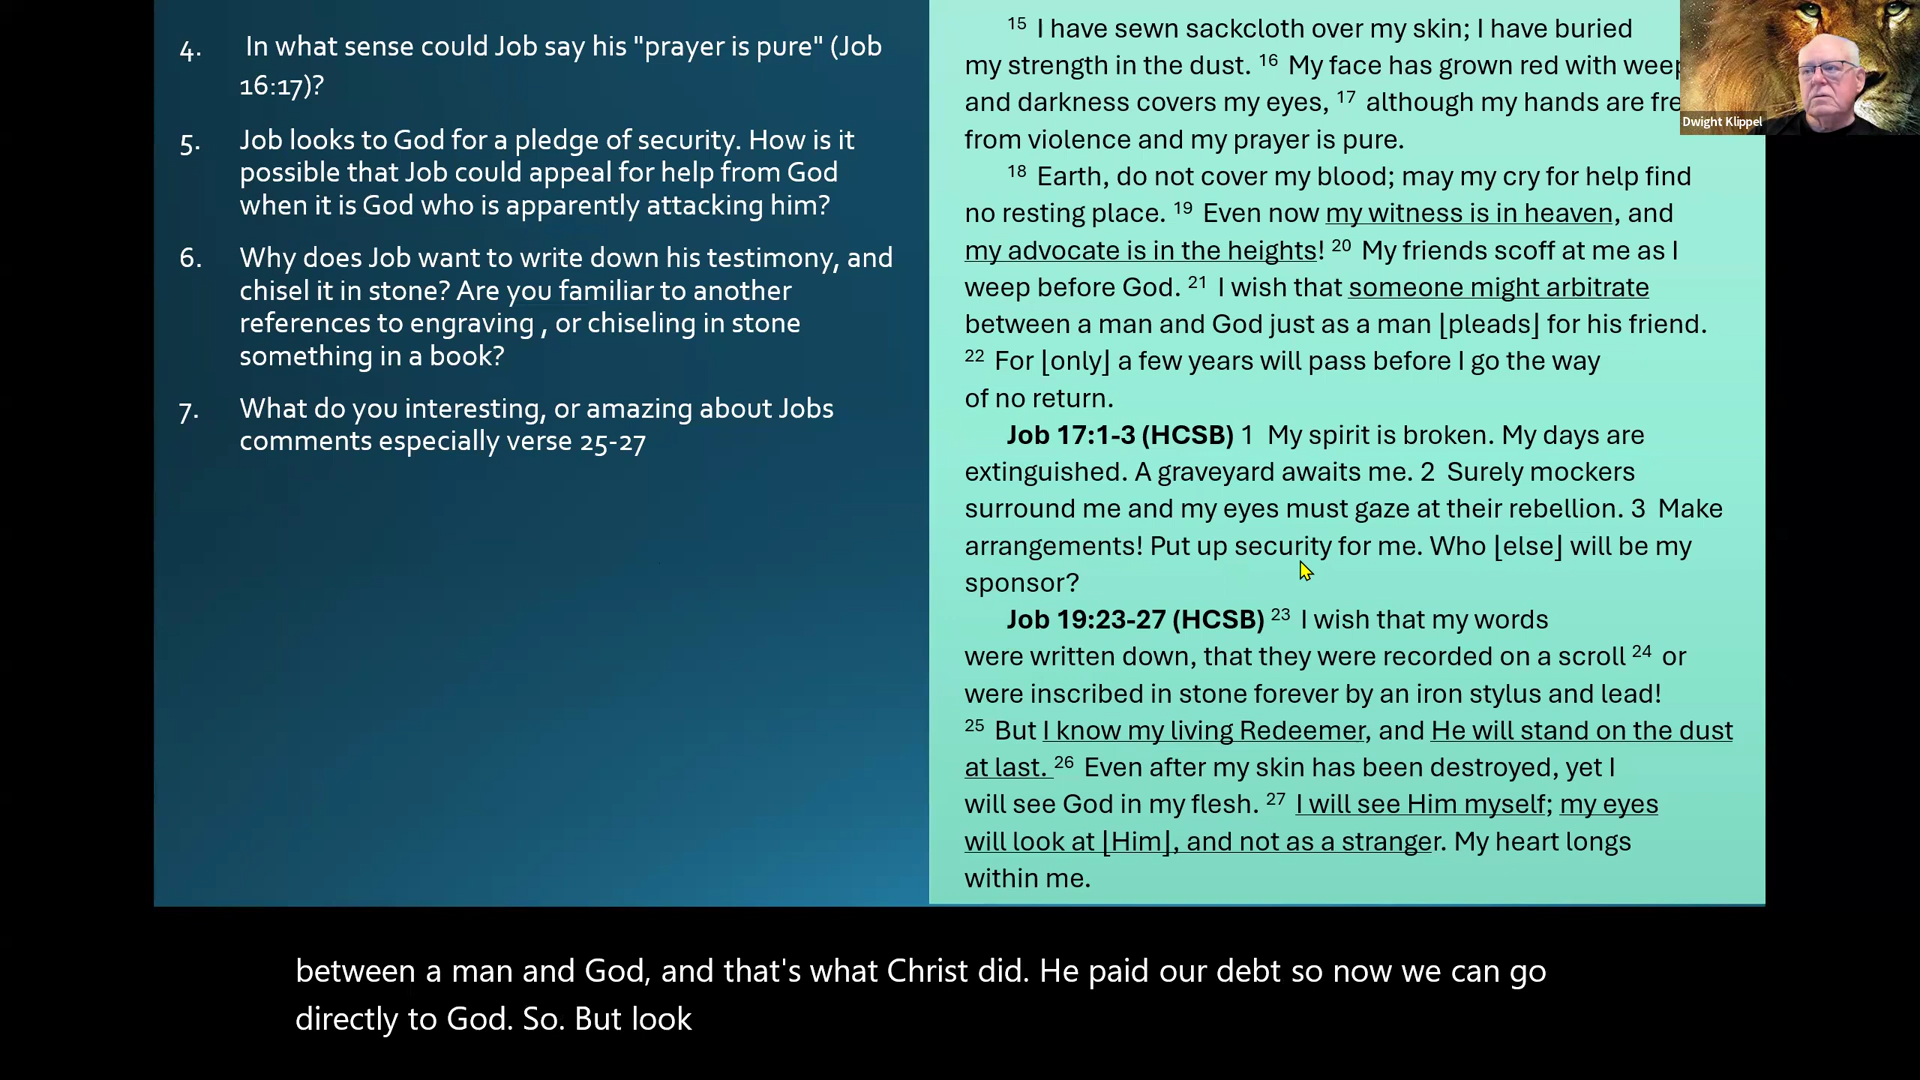 4. In what sense could Job say his "prayer is pure" (Job
16:17)?
5. Job looks to God for a pledge of security. How is it
possible that Job could appeal for help from God
when it is God who is apparently attacking him?
6. Why does Job want to write down his testimony, and
chisel it in stone? Are you familiar to another
references to engraving , or chiseling in stone
something in a book?
7. What do you interesting, or amazing about Jobs
comments especially verse 25-27
15 I have sewn sackcloth over my skin; I have buried
my strength in the dust. 16 My face has grown red with weep
and darkness covers my eyes, 17 although my hands are fre
from violence and my prayer is pure.
18 Earth, do not cover my blood; may my cry for help find
no resting place. 19 Even now my witness is in heaven, and
my advocate is in the heights! 20 My friends scoff at me as I
weep before God. 21 I wish that someone might arbitrate
between a man and God just as a man ⌊pleads⌋ for his friend.
22 For ⌊only⌋ a few years will pass before I go the way
of no return.
Job 17:1-3 (HCSB) 1 My spirit is broken. My days are
extinguished. A graveyard awaits me. 2 Surely mockers
surround me and my eyes must gaze at their rebellion. 3 Make
arrangements! Put up security for me. Who ⌊else⌋ will be my
sponsor?
Job 19:23-27 (HCSB) 23 I wish that my words
were written down, that they were recorded on a scroll 24 or
were inscribed in stone forever by an iron stylus and lead!
25 But I know my living Redeemer, and He will stand on the dust
at last. 26 Even after my skin has been destroyed, yet I
will see God in my flesh. 27 I will see Him myself; my eyes
will look at ⌊Him⌋, and not as a stranger. My heart longs
within me.
Dwight Klippel
between a man and God, and that's what Christ did. He paid our debt so now we can go
directly to God. So. But look